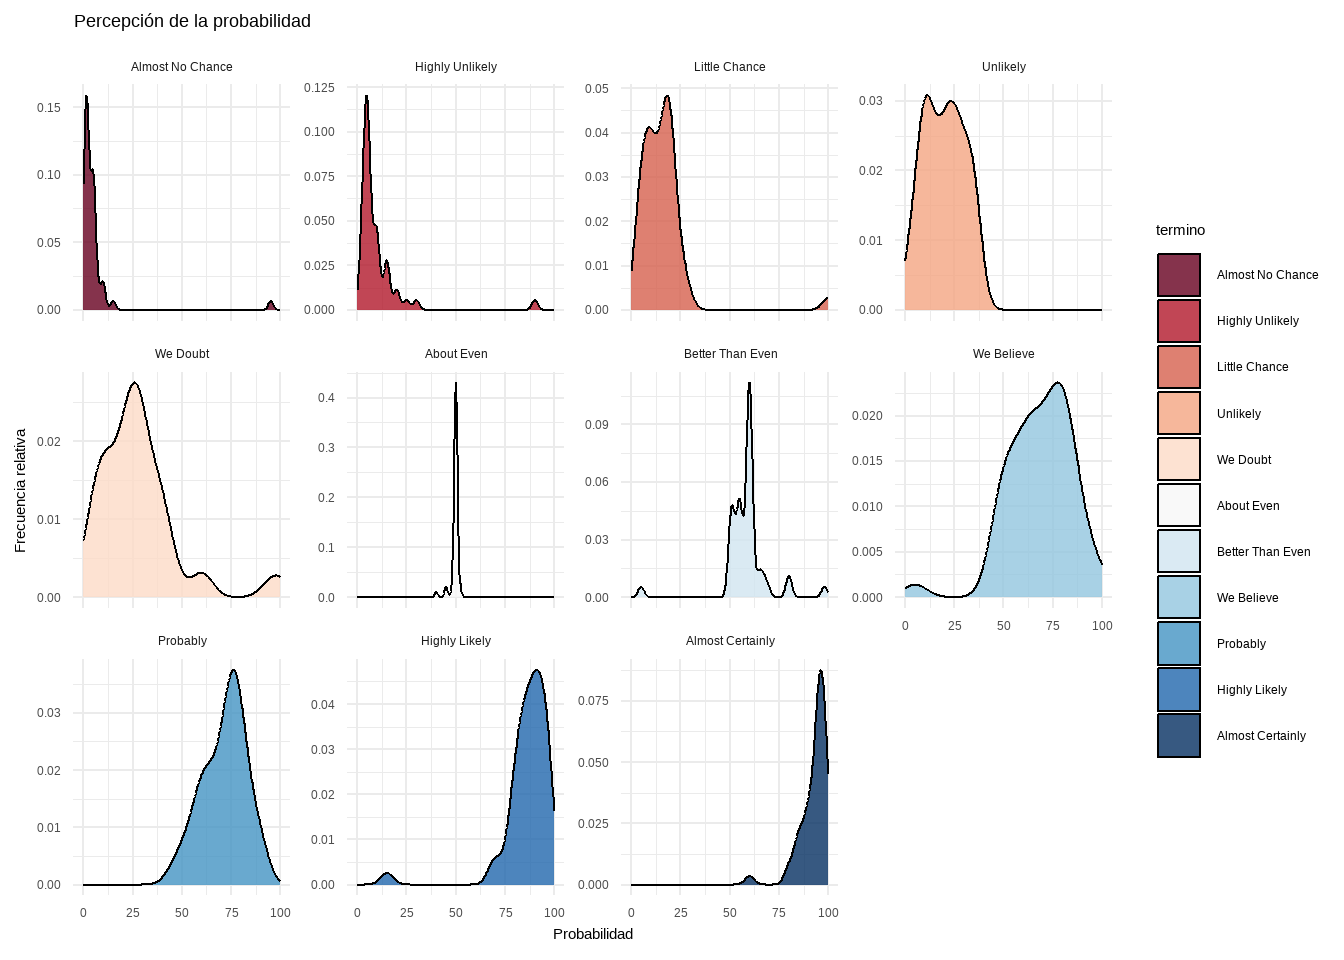 Percepción de la probabilidad
Almost No Chance
Highly Unlikely
Little Chance
Unlikely
0.15
0.10
0.05
0.00
0.125
0.100
0.075
0.050
0.025
0.000
0.05
0.04
0.03
0.02
0.01
0.00
0.03
0.02
0.01
0.00
We Doubt
About Even
Better Than Even
We Believe
0.02
0.01
0.00
0.4
0.3
0.2
0.1
0.0
0.09
0.06
0.03
0.00
0.020
0.015
0.010
0.005
0.000
0 25 50 75 100
Probably
Highly Likely
Almost Certainly
0.03
0.02
0.01
0.00
0 25 50 75 100
0.04
0.03
0.02
0.01
0.00
0 25 50 75 100
0.075
0.050
0.025
0.000
0 25 50 75 100
Frecuencia relativa
Probabilidad
termino
Almost No Chance
Highly Unlikely
Little Chance
Unlikely
We Doubt
About Even
Better Than Even
We Believe
Probably
Highly Likely
Almost Certainly